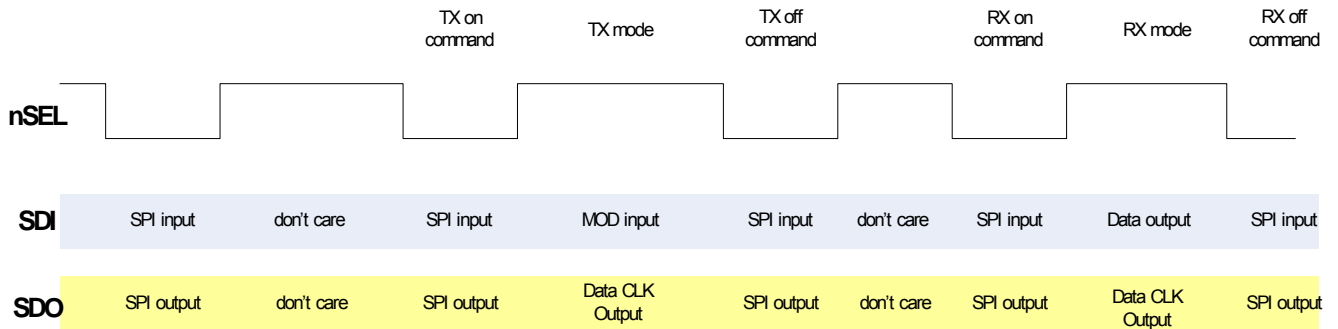 TX on command TX mode TX off command RX on command RX mode RX off command
nSEL
SDI SPI input don't care SPI input MOD input SPI input don't care SPI input Data output SPI input
SDO SPI output don't care SPI output Data CLK Output SPI output don't care SPI output Data CLK Output SPI output